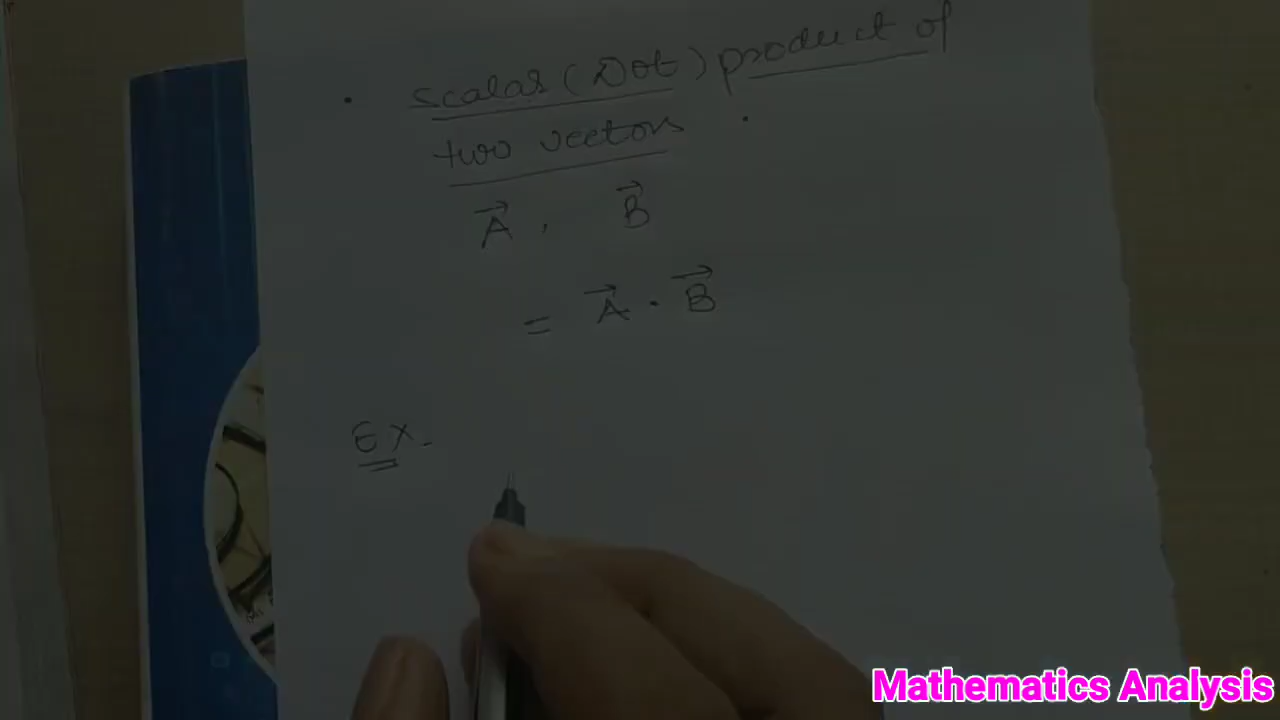 • Scalar (Dot) product of
two vectors.
A⃗ , B⃗
= A⃗ · B⃗
Ex.
Mathematics Analysis